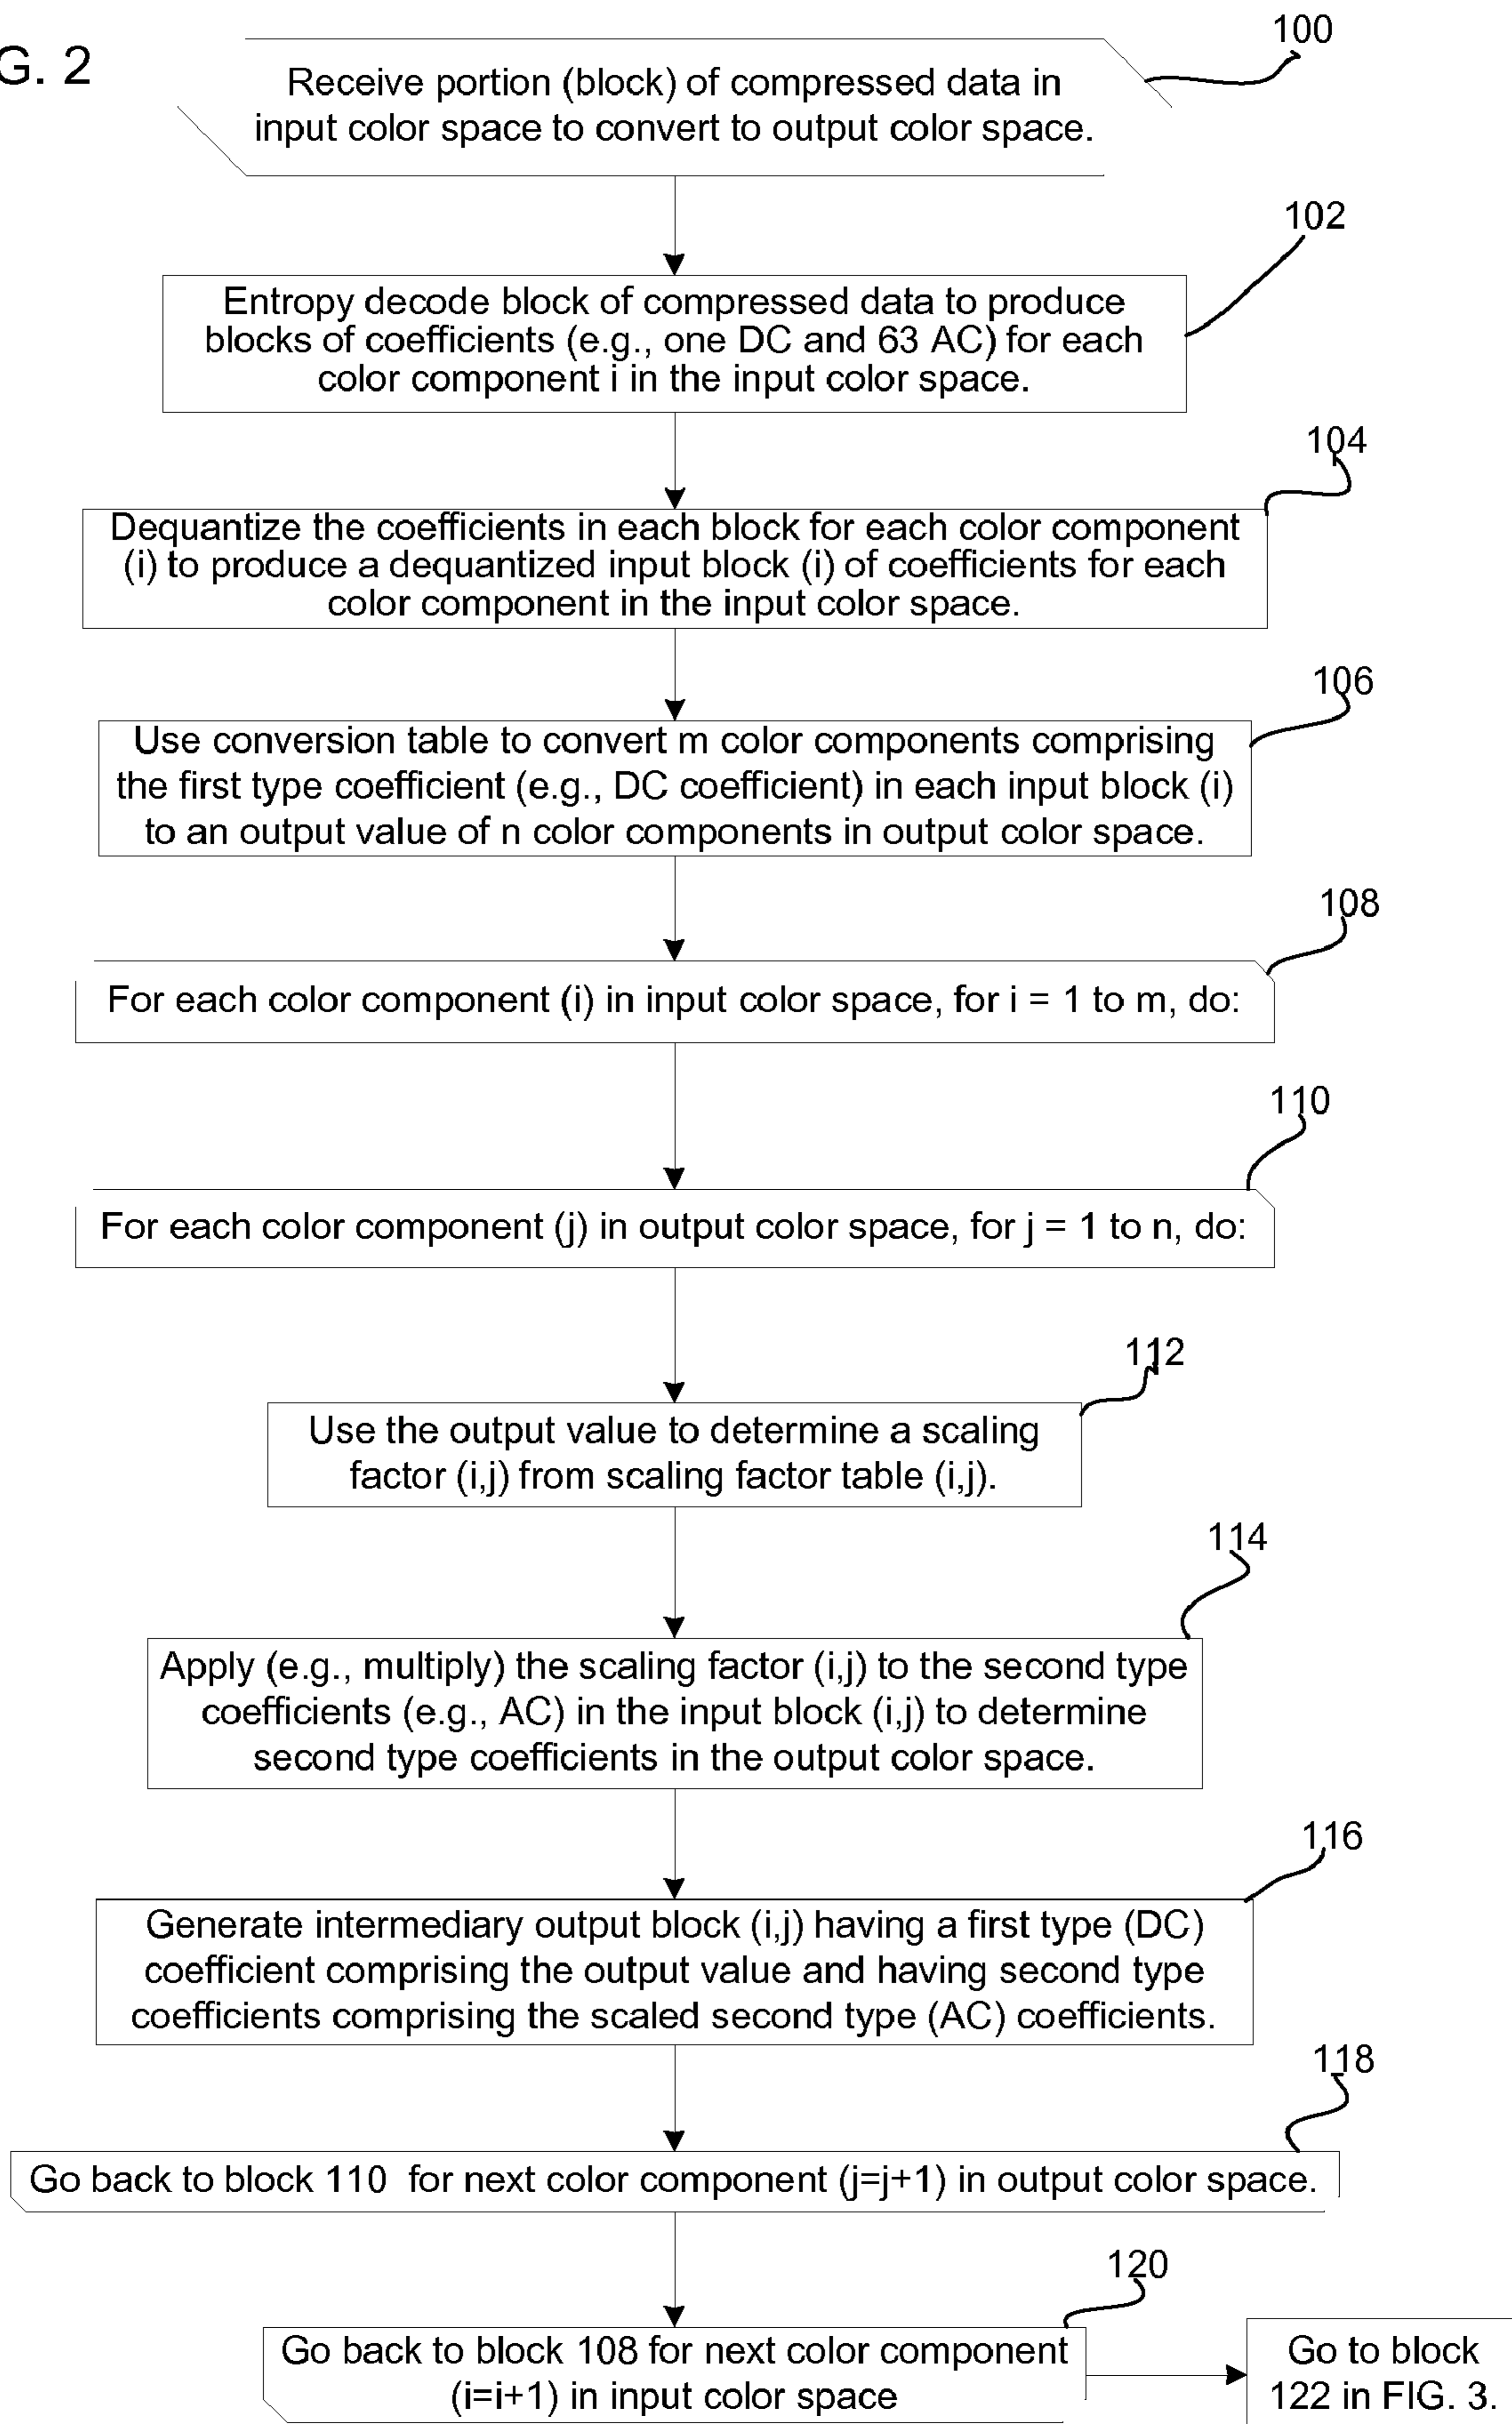 G. 2
100
Receive portion (block) of compressed data in
input color space to convert to output color space.
102
Entropy decode block of compressed data to produce
blocks of coefficients (e.g., one DC and 63 AC) for each
color component i in the input color space.
104
Dequantize the coefficients in each block for each color component
(i) to produce a dequantized input block (i) of coefficients for each
color component in the input color space.
106
Use conversion table to convert m color components comprising
the first type coefficient (e.g., DC coefficient) in each input block (i)
to an output value of n color components in output color space.
108
For each color component (i) in input color space, for i = 1 to m, do:
110
For each color component (j) in output color space, for j = 1 to n, do:
112
Use the output value to determine a scaling
factor (i,j) from scaling factor table (i,j).
114
Apply (e.g., multiply) the scaling factor (i,j) to the second type
coefficients (e.g., AC) in the input block (i,j) to determine
second type coefficients in the output color space.
116
Generate intermediary output block (i,j) having a first type (DC)
coefficient comprising the output value and having second type
coefficients comprising the scaled second type (AC) coefficients.
118
Go back to block 110 for next color component (j=j+1) in output color space.
120
Go back to block 108 for next color component
(i=i+1) in input color space
Go to block
122 in FIG. 3.